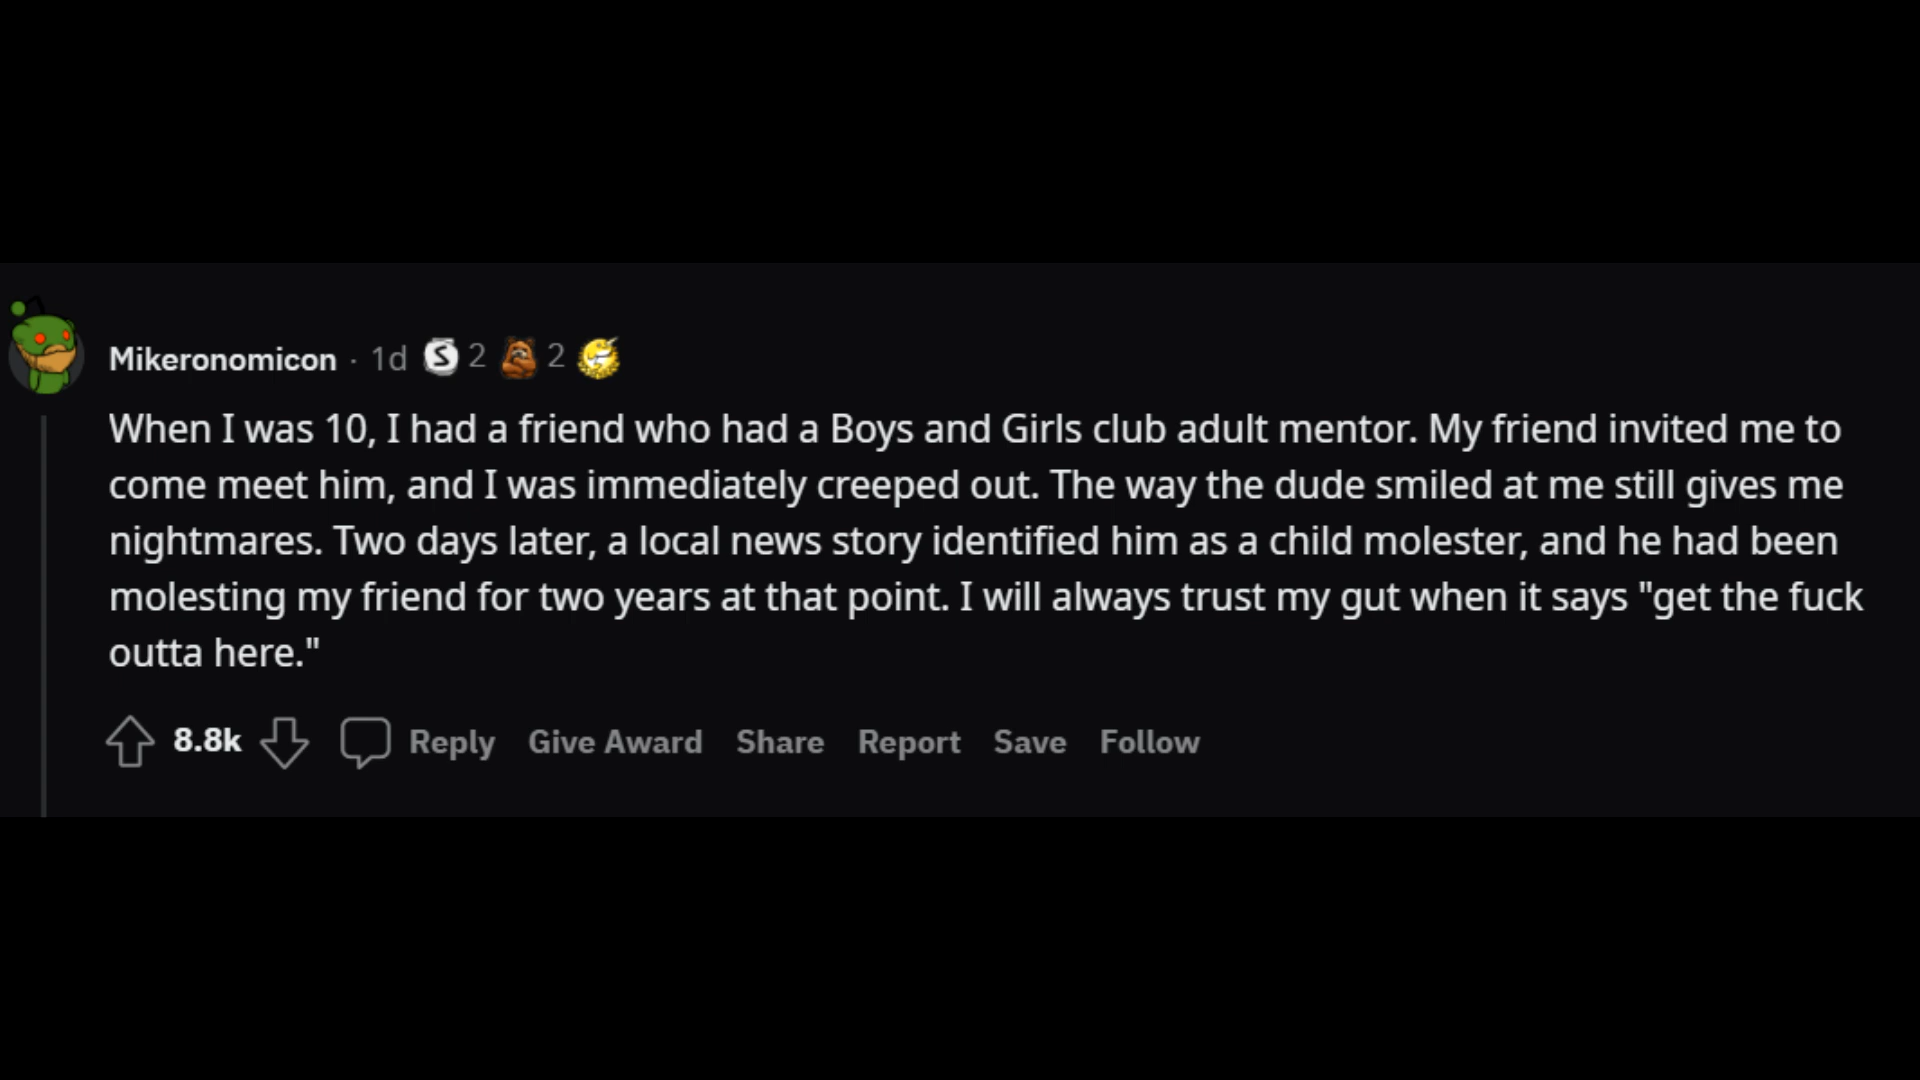 Mikeronomicon · 1d S 2 2
When I was 10, I had a friend who had a Boys and Girls club adult mentor. My friend invited me to
come meet him, and I was immediately creeped out. The way the dude smiled at me still gives me
nightmares. Two days later, a local news story identified him as a child molester, and he had been
molesting my friend for two years at that point. I will always trust my gut when it says "get the fuck
outta here."
8.8k Reply Give Award Share Report Save Follow